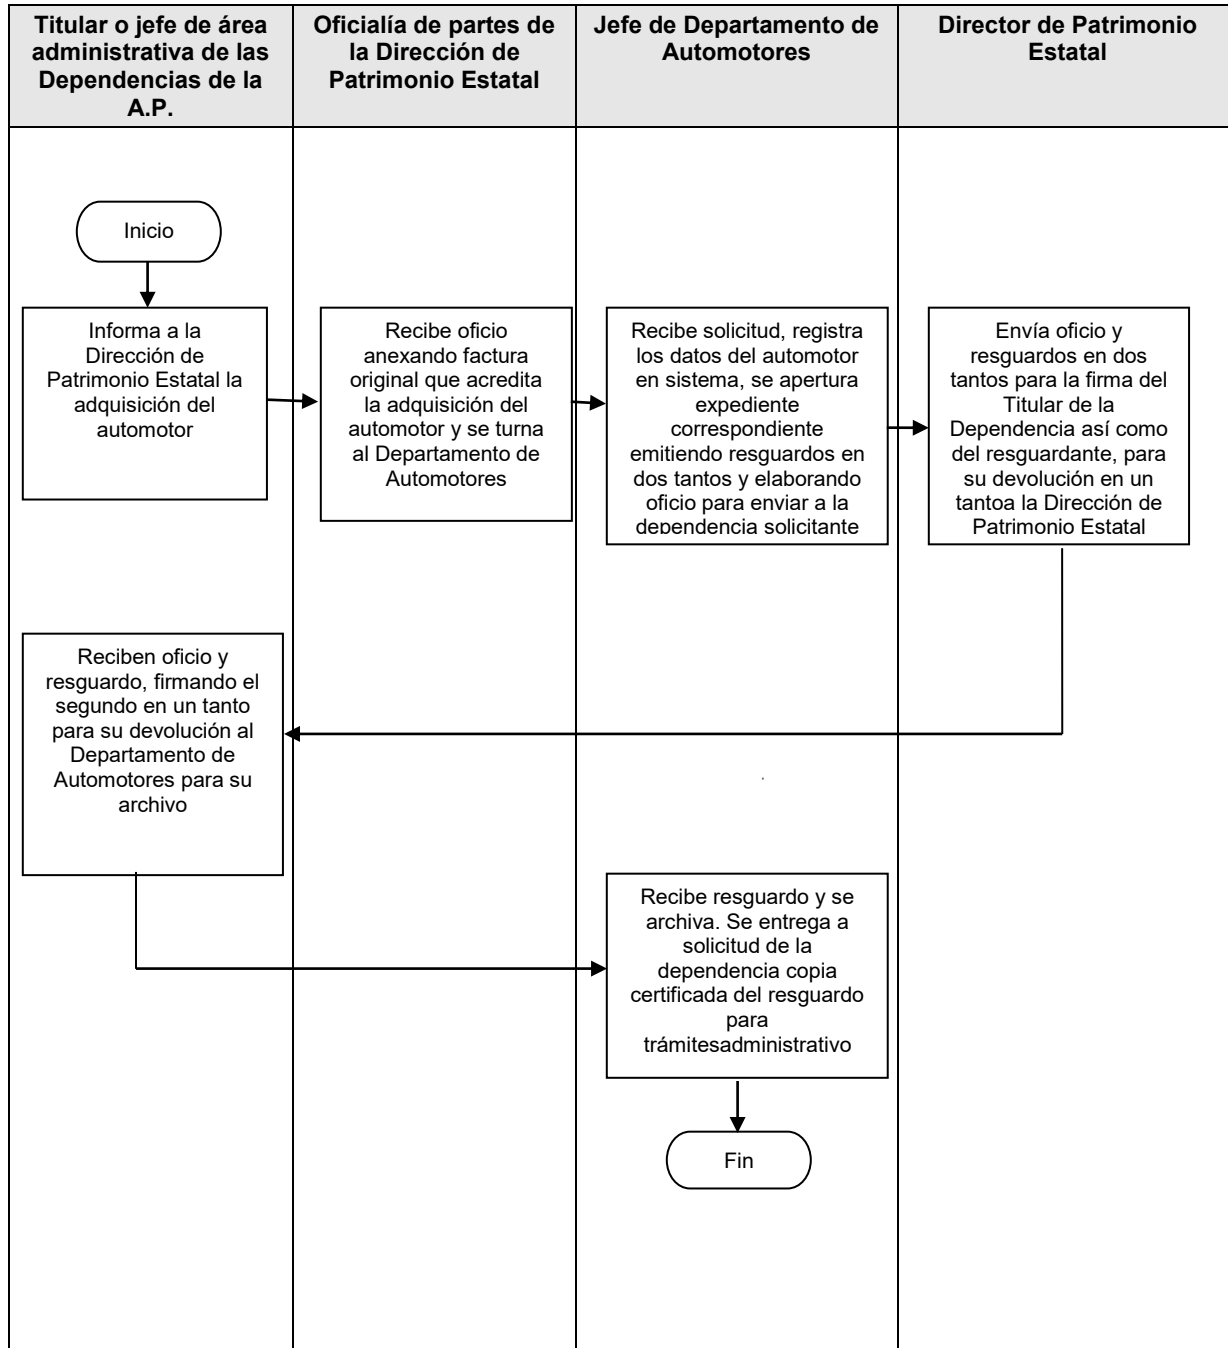 Titular o jefe de área
administrativa de las
Dependencias de la
A.P.
Oficialía de partes de
la Dirección de
Patrimonio Estatal
Jefe de Departamento de
Automotores
Director de Patrimonio
Estatal
Inicio
Informa a la
Dirección de
Patrimonio Estatal la
adquisición del
automotor
Recibe oficio
anexando factura
original que acredita
la adquisición del
automotor y se turna
al Departamento de
Automotores
Recibe solicitud, registra
los datos del automotor
en sistema, se apertura
expediente
correspondiente
emitiendo resguardos en
dos tantos y elaborando
oficio para enviar a la
dependencia solicitante
Envía oficio y
resguardos en dos
tantos para la firma del
Titular de la
Dependencia así como
del resguardante, para
su devolución en un
tantoa la Dirección de
Patrimonio Estatal
Reciben oficio y
resguardo, firmando el
segundo en un tanto
para su devolución al
Departamento de
Automotores para su
archivo
Recibe resguardo y se
archiva. Se entrega a
solicitud de la
dependencia copia
certificada del resguardo
para
trámitesadministrativo
Fin